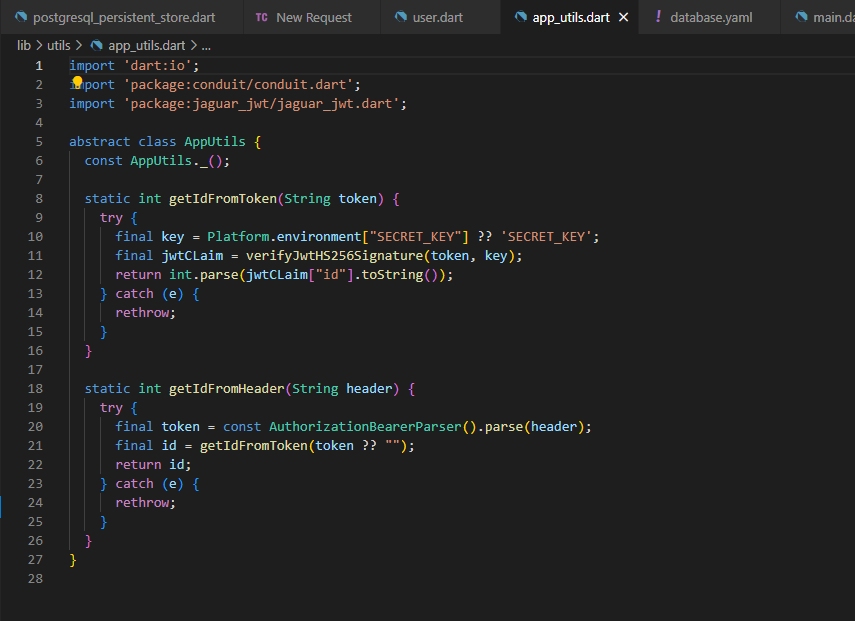 postgresql_persistent_store.dart TC New Request user.dart app_utils.dart × ! database.yaml main.da
lib > utils > app_utils.dart > ...
1 import 'dart:io';
2 import 'package:conduit/conduit.dart';
3 import 'package:jaguar_jwt/jaguar_jwt.dart';
4
5 abstract class AppUtils {
6   const AppUtils._();
7
8   static int getIdFromToken(String token) {
9     try {
10       final key = Platform.environment["SECRET_KEY"] ?? 'SECRET_KEY';
11       final jwtCLaim = verifyJwtHS256Signature(token, key);
12       return int.parse(jwtCLaim["id"].toString());
13     } catch (e) {
14       rethrow;
15     }
16   }
17
18   static int getIdFromHeader(String header) {
19     try {
20       final token = const AuthorizationBearerParser().parse(header);
21       final id = getIdFromToken(token ?? "");
22       return id;
23     } catch (e) {
24       rethrow;
25     }
26   }
27 }
28